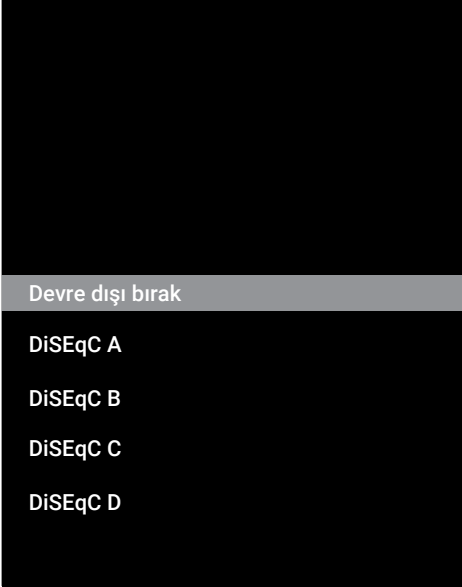 Devre dışı bırak
DiSEqC A
DiSEqC B
DiSEqC C
DiSEqC D